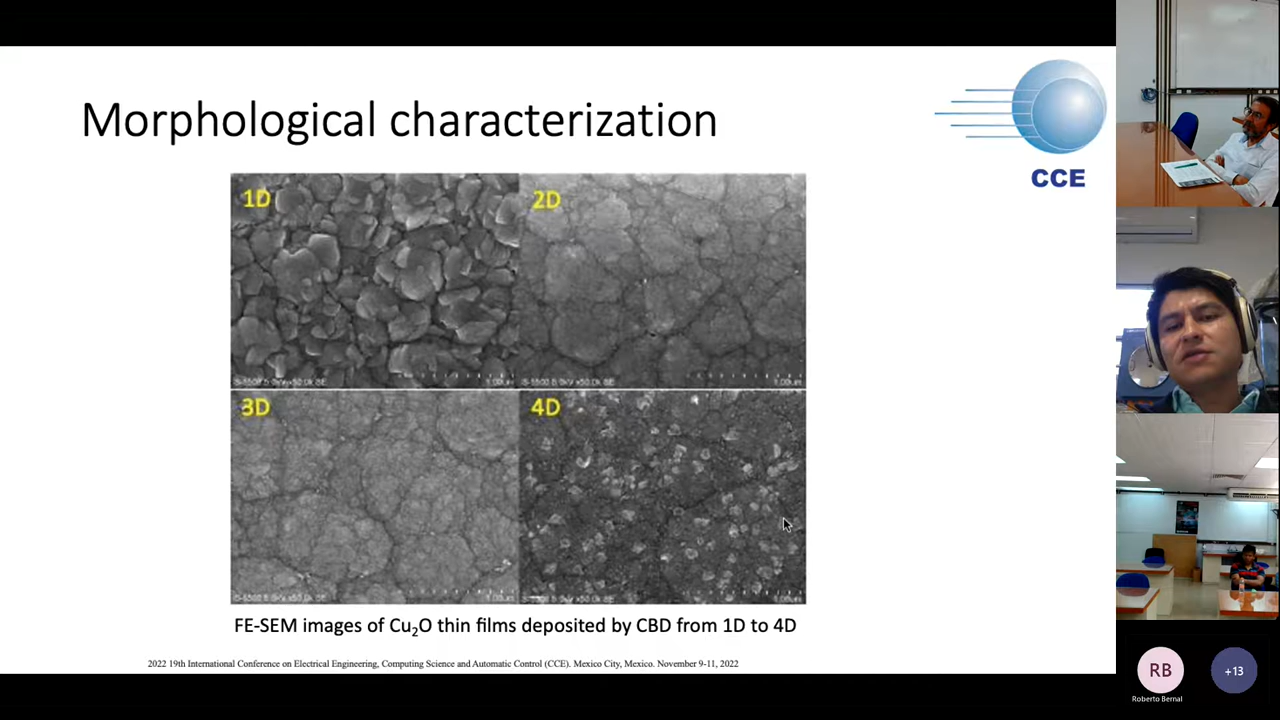 Morphological characterization
CCE
1D
2D
3D
4D
FE-SEM images of Cu₂O thin films deposited by CBD from 1D to 4D
2022 19th International Conference on Electrical Engineering, Computing Science and Automatic Control (CCE). Mexico City, Mexico. November 9-11, 2022
RB
+13
Roberto Bernal